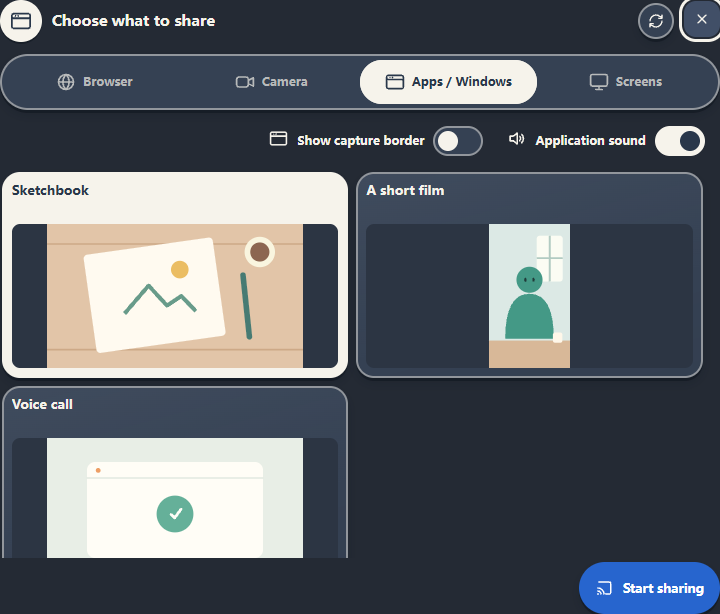 Choose what to share
Browser
Camera
Apps / Windows
Screens
Show capture border
Application sound
Sketchbook
A short film
Voice call
Start sharing